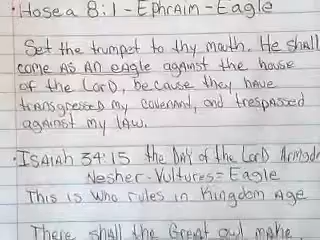 • Hosea 8:1 - Ephraim - Eagle
Set the trumpet to thy mouth. He shall
come AS AN eagle against the house
of the LORD, because they have
transgressed my covenant, and trespassed
against my law.
• Isaiah 34:15 the DAY of the LORD
Nesher - Vultures = Eagle
This is who rules in Kingdom Age
There shall the Great owl make